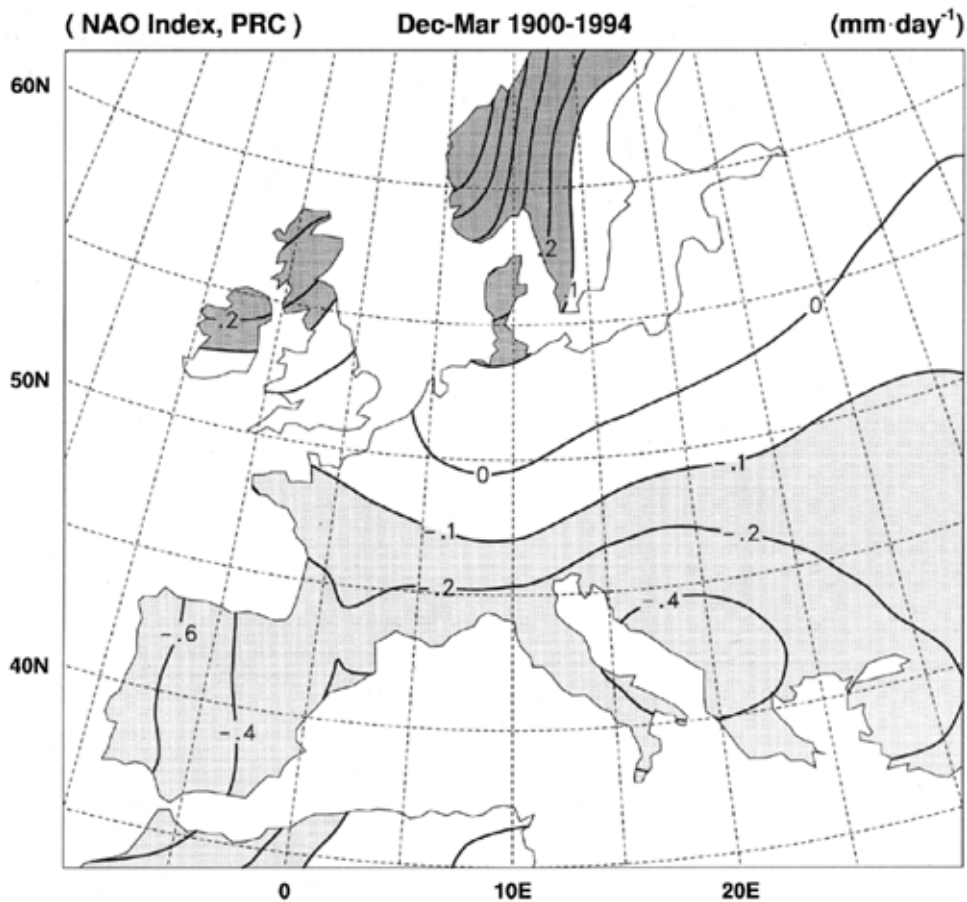 ( NAO Index, PRC ) Dec-Mar 1900-1994 (mm·day⁻¹)
60N
.2
.1
0
.2
50N
0
-.1
-.1
-.2
-.2
-.4
-.6
40N
-.4
0 10E 20E